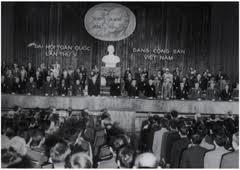 ĐẠI HỘI TOÀN QUỐC
LẦN THỨ
ĐẢNG CỘNG SẢN
VIỆT NAM